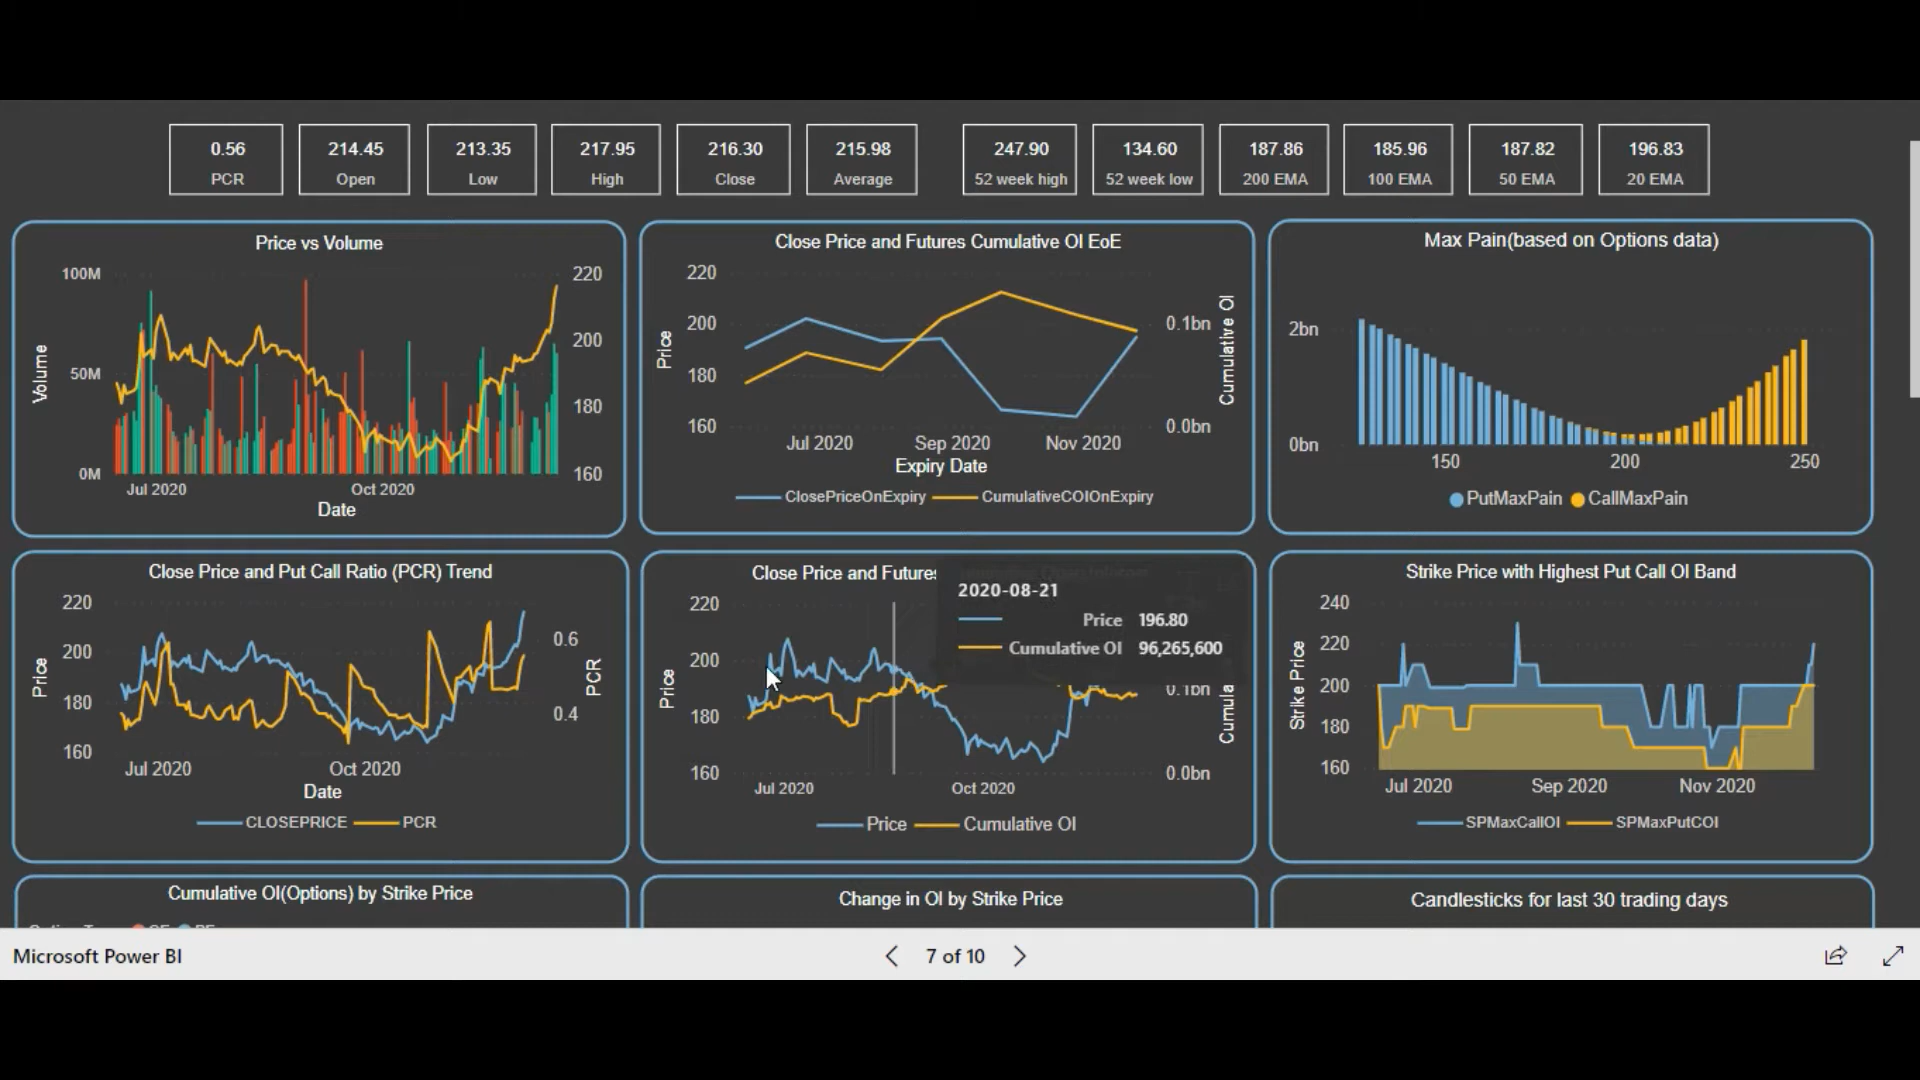 0.56
PCR
214.45
Open
213.35
Low
217.95
High
216.30
Close
215.98
Average
247.90
52 week high
134.60
52 week low
187.86
200 EMA
185.96
100 EMA
187.82
50 EMA
196.83
20 EMA
Price vs Volume
100M
50M
0M
Volume
220
200
180
160
Jul 2020
Oct 2020
Date
Close Price and Futures Cumulative OI EoE
220
200
180
160
Price
0.1bn
0.0bn
Cumulative OI
Jul 2020
Sep 2020
Nov 2020
Expiry Date
ClosePriceOnExpiry
CumulativeCOIOnExpiry
Max Pain(based on Options data)
2bn
0bn
150
200
250
PutMaxPain
CallMaxPain
Close Price and Put Call Ratio (PCR) Trend
220
200
180
160
Price
0.6
0.4
PCR
Jul 2020
Oct 2020
Date
CLOSEPRICE
PCR
Close Price and Futures
2020-08-21
Price 196.80
Cumulative OI 96,265,600
220
200
180
160
Price
0.1bn
0.0bn
Cumula
Jul 2020
Oct 2020
Price
Cumulative OI
Strike Price with Highest Put Call OI Band
240
220
200
180
160
Strike Price
Jul 2020
Sep 2020
Nov 2020
SPMaxCallOI
SPMaxPutCOI
Cumulative OI(Options) by Strike Price
Change in OI by Strike Price
Candlesticks for last 30 trading days
Microsoft Power BI
7 of 10